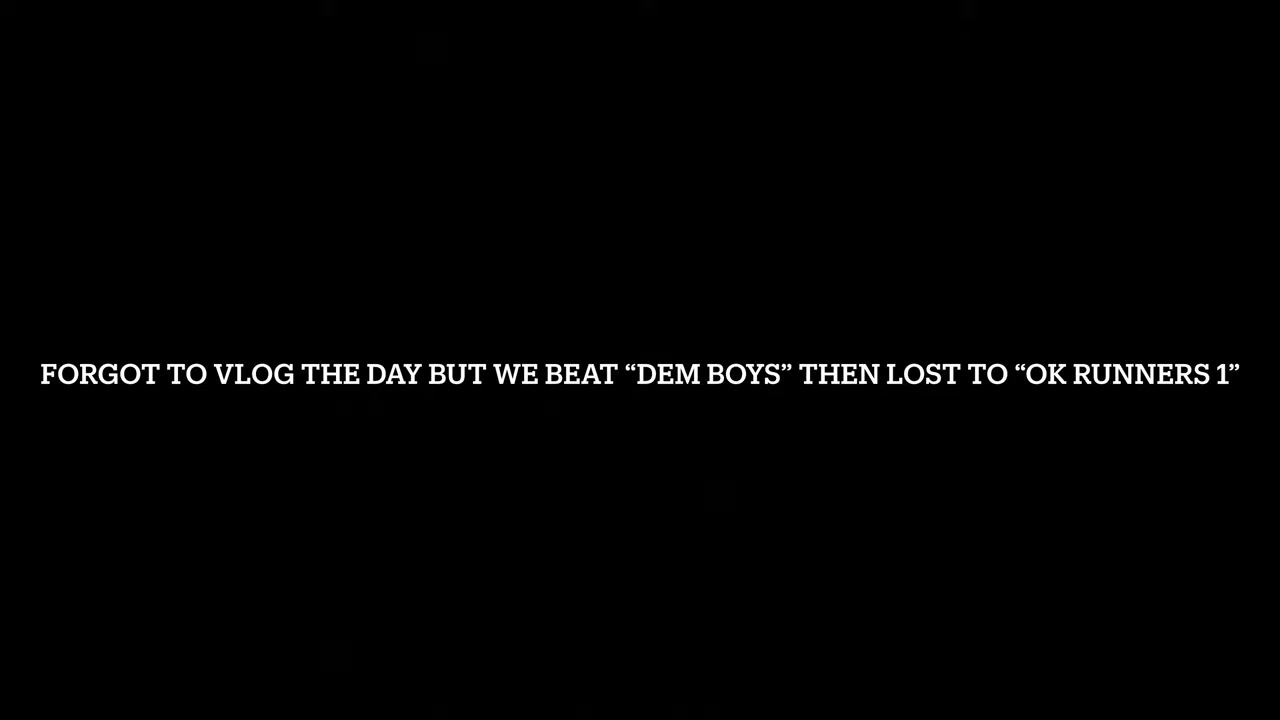 FORGOT TO VLOG THE DAY BUT WE BEAT “DEM BOYS” THEN LOST TO “OK RUNNERS 1”